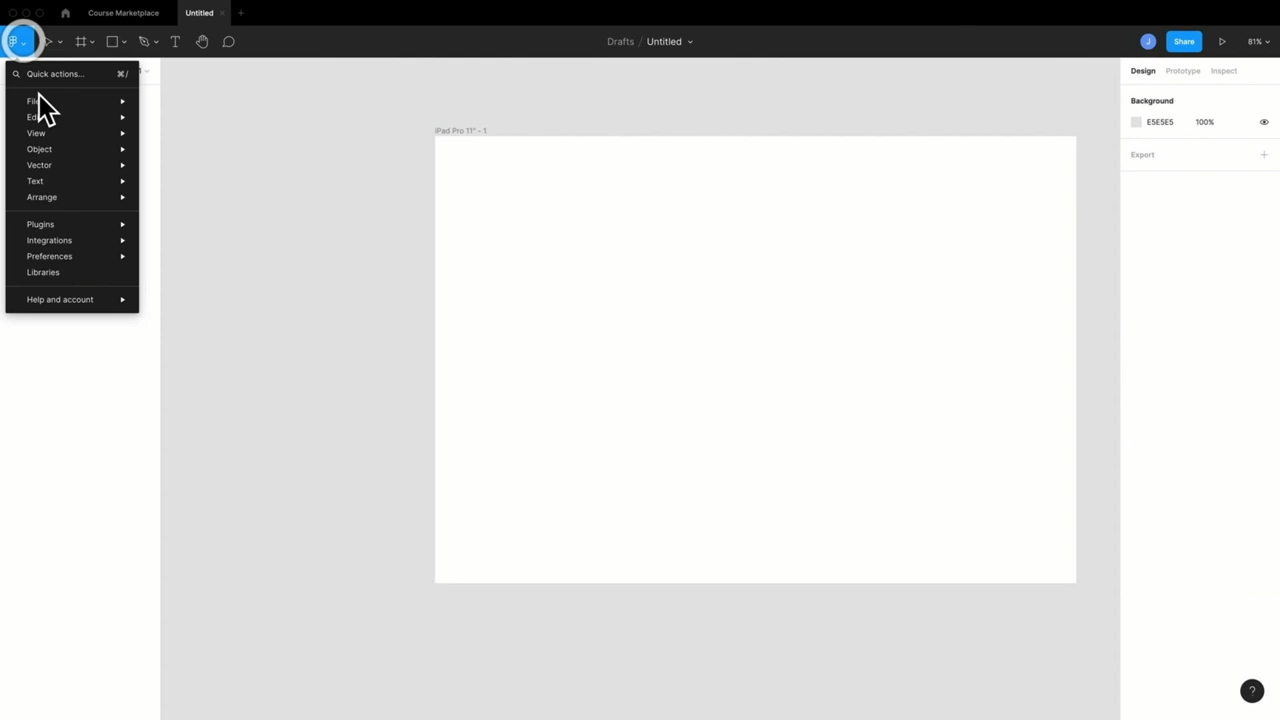 Course Marketplace
Untitled
Drafts / Untitled
Share
81%
Quick actions... ⌘/
View
Object
Vector
Text
Arrange
Plugins
Integrations
Preferences
Libraries
Help and account
iPad Pro 11" - 1
Design Prototype Inspect
Background
E5E5E5 100%
Export
J
?